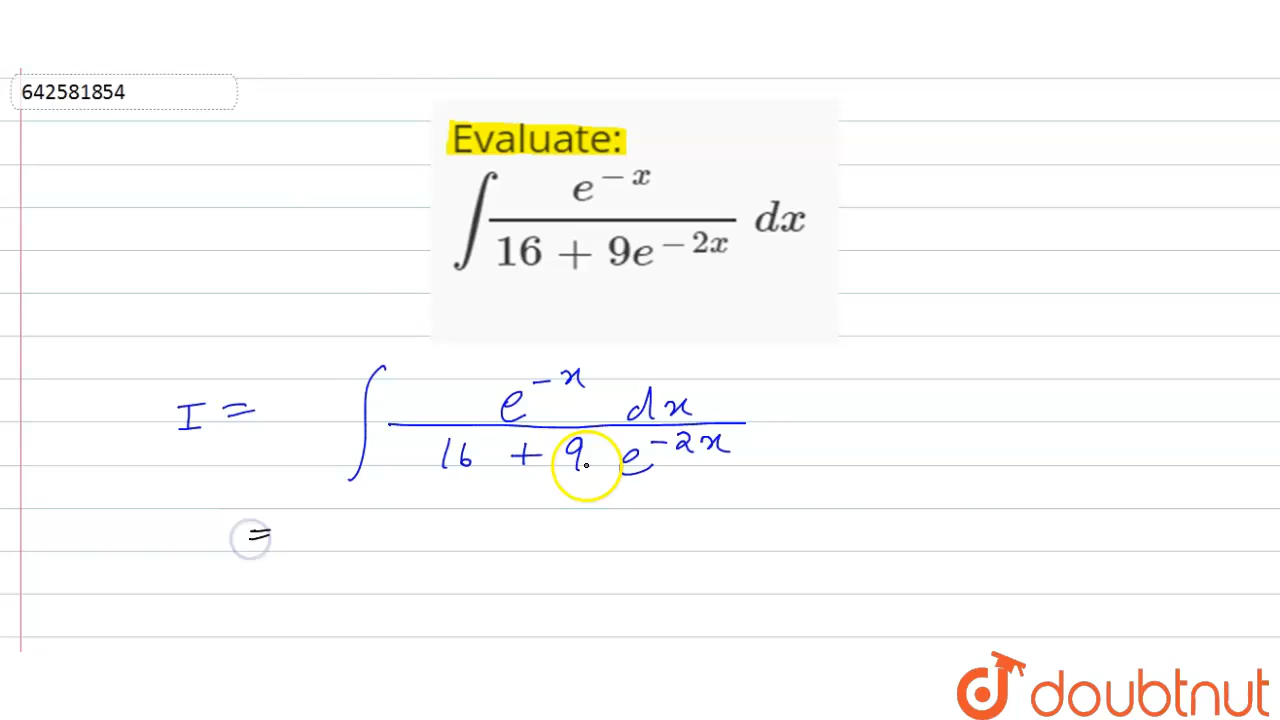 642581854
Evaluate:
∫ e^{-x} / (16 + 9e^{-2x}) dx
I = ∫ e^{-x} dx / (16 + 9 e^{-2x})
=
doubtnut